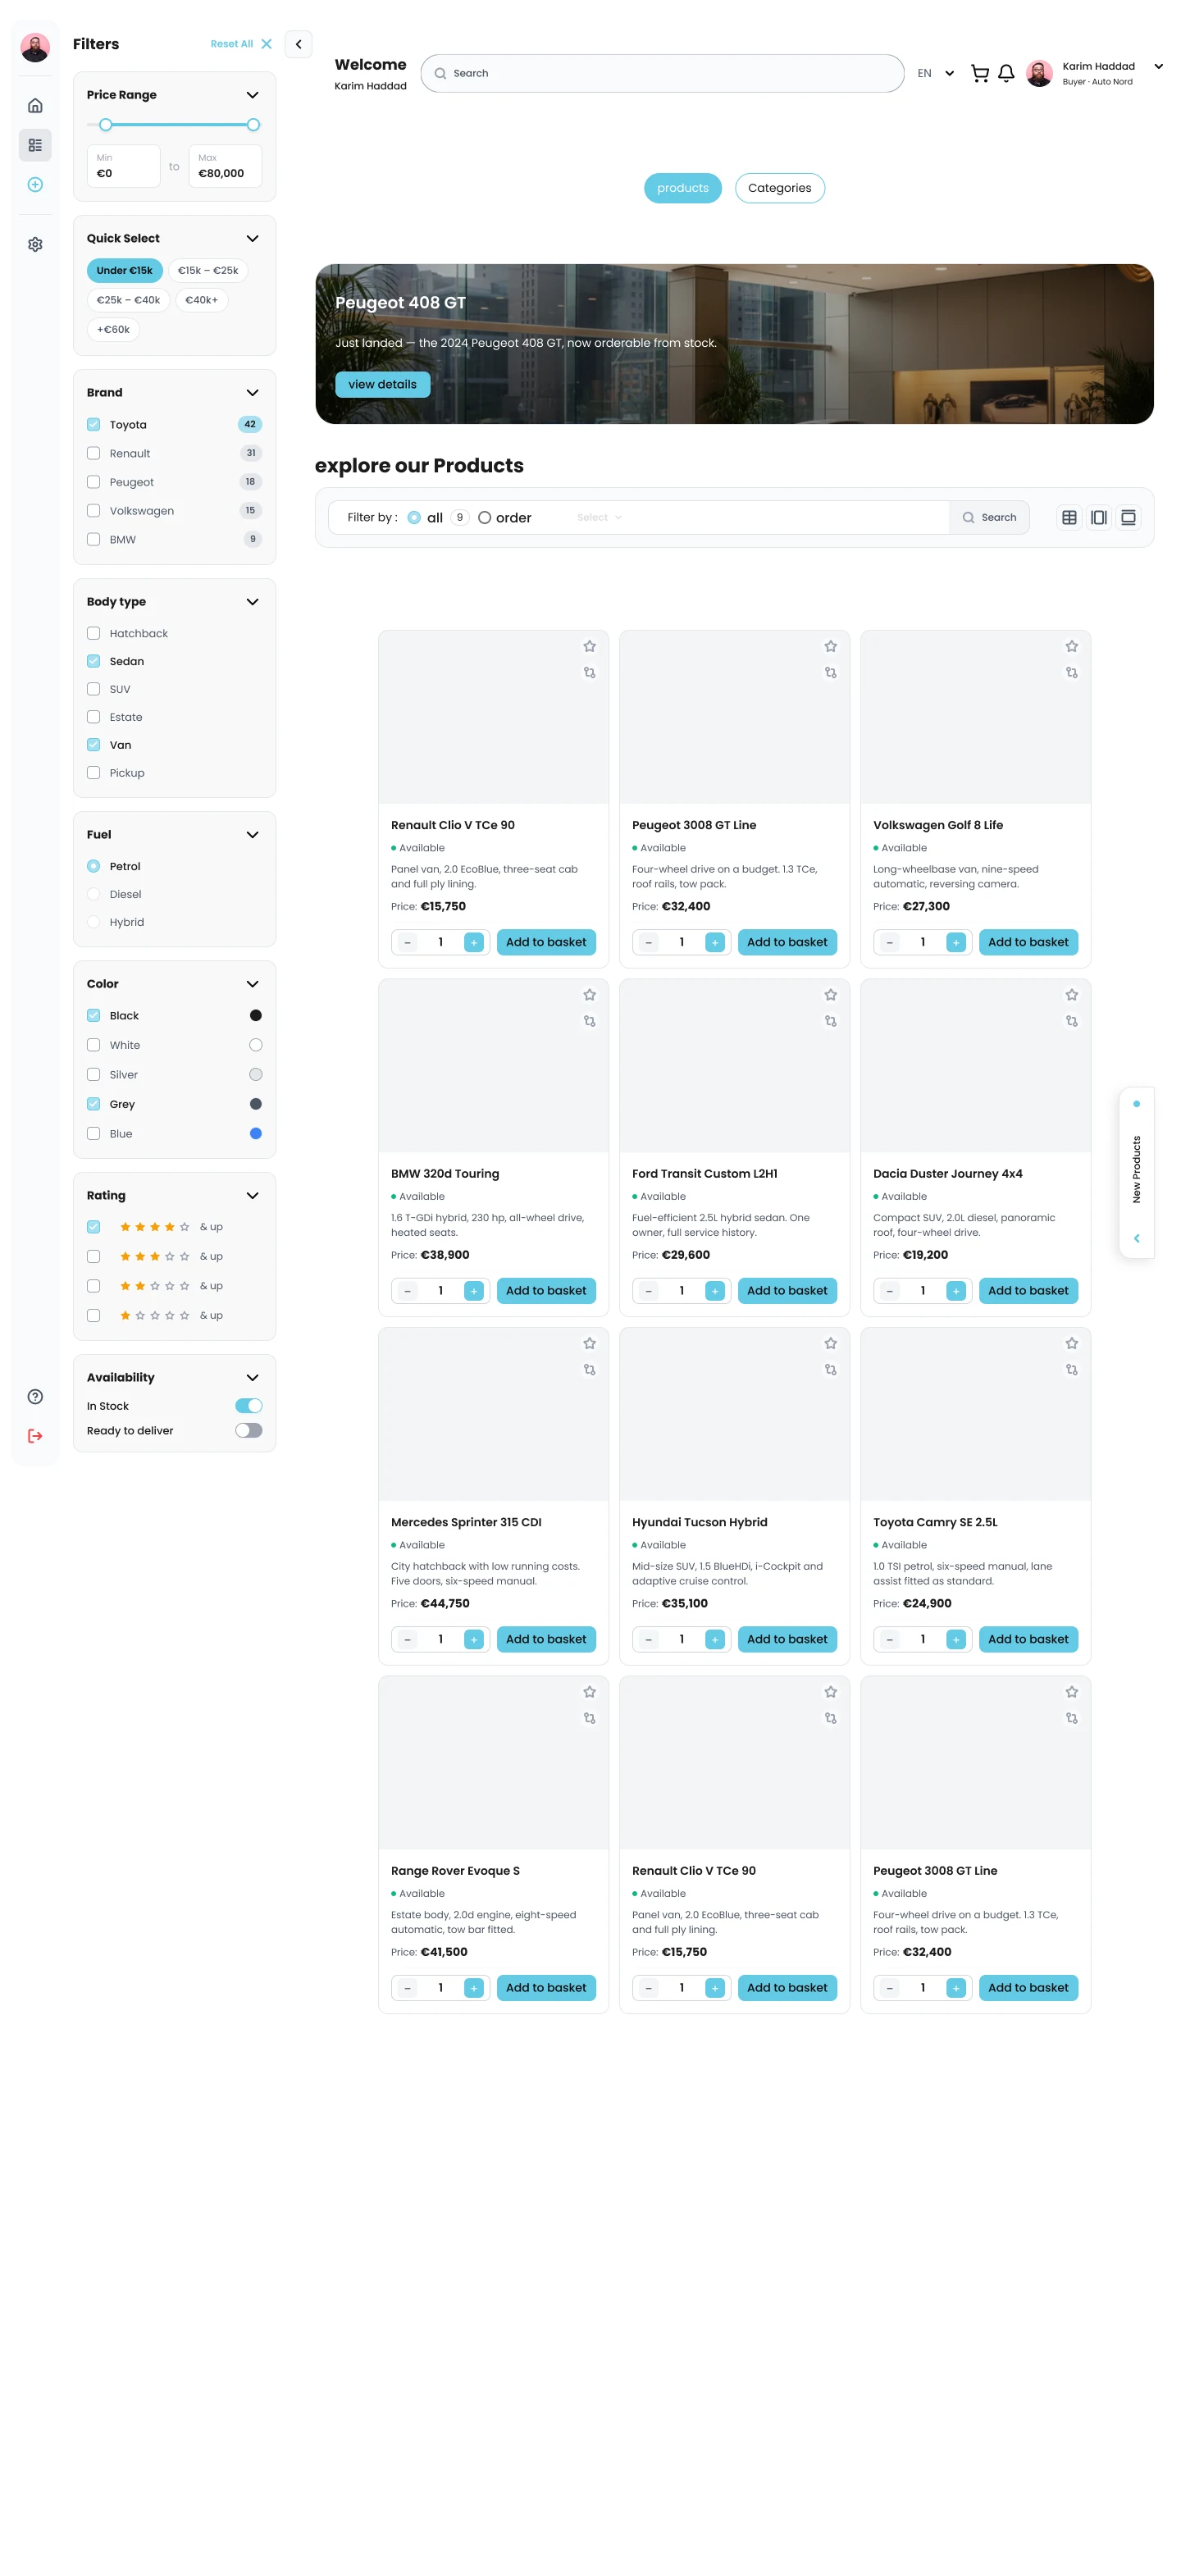 Filters
Reset All
Price Range
Min
€0
to
Max
€80,000
Quick Select
Under €15k
€15k – €25k
€25k – €40k
€40k+
+€60k
Brand
Toyota 42
Renault 31
Peugeot 18
Volkswagen 15
BMW 9
Body type
Hatchback
Sedan
SUV
Estate
Van
Pickup
Fuel
Petrol
Diesel
Hybrid
Color
Black
White
Silver
Grey
Blue
Rating
& up
& up
& up
& up
Availability
In Stock
Ready to deliver
Welcome
Karim Haddad
Search
EN
Karim Haddad
Buyer · Auto Nord
products
Categories
Peugeot 408 GT
Just landed — the 2024 Peugeot 408 GT, now orderable from stock.
view details
explore our Products
Filter by : all 9 order Select Search
Renault Clio V TCe 90
Available
Panel van, 2.0 EcoBlue, three-seat cab
and full ply lining.
Price: €15,750
– 1 + Add to basket
Peugeot 3008 GT Line
Available
Four-wheel drive on a budget. 1.3 TCe,
roof rails, tow pack.
Price: €32,400
– 1 + Add to basket
Volkswagen Golf 8 Life
Available
Long-wheelbase van, nine-speed
automatic, reversing camera.
Price: €27,300
– 1 + Add to basket
BMW 320d Touring
Available
1.6 T-GDi hybrid, 230 hp, all-wheel drive,
heated seats.
Price: €38,900
– 1 + Add to basket
Ford Transit Custom L2H1
Available
Fuel-efficient 2.5L hybrid sedan. One
owner, full service history.
Price: €29,600
– 1 + Add to basket
Dacia Duster Journey 4x4
Available
Compact SUV, 2.0L diesel, panoramic
roof, four-wheel drive.
Price: €19,200
– 1 + Add to basket
New Products
Mercedes Sprinter 315 CDI
Available
City hatchback with low running costs.
Five doors, six-speed manual.
Price: €44,750
– 1 + Add to basket
Hyundai Tucson Hybrid
Available
Mid-size SUV, 1.5 BlueHDi, i-Cockpit and
adaptive cruise control.
Price: €35,100
– 1 + Add to basket
Toyota Camry SE 2.5L
Available
1.0 TSI petrol, six-speed manual, lane
assist fitted as standard.
Price: €24,900
– 1 + Add to basket
Range Rover Evoque S
Available
Estate body, 2.0d engine, eight-speed
automatic, tow bar fitted.
Price: €41,500
– 1 + Add to basket
Renault Clio V TCe 90
Available
Panel van, 2.0 EcoBlue, three-seat cab
and full ply lining.
Price: €15,750
– 1 + Add to basket
Peugeot 3008 GT Line
Available
Four-wheel drive on a budget. 1.3 TCe,
roof rails, tow pack.
Price: €32,400
– 1 + Add to basket